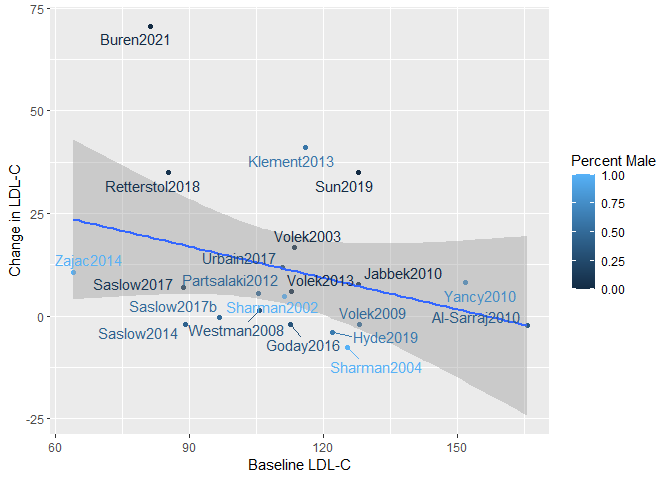 75
50
25
0
-25
60
90
120
150
Change in LDL-C
Baseline LDL-C
Buren2021
Klement2013
Retterstol2018
Sun2019
Volek2003
Zajac2014
Urbain2017
Jabbek2010
Partsalaki2012
Volek2013
Saslow2017
Yancy2010
Saslow2017b
Sharman2002
Volek2009
Al-Sarraj2010
Saslow2014
Westman2008
Hyde2019
Goday2016
Sharman2004
Percent Male
1.00
0.75
0.50
0.25
0.00